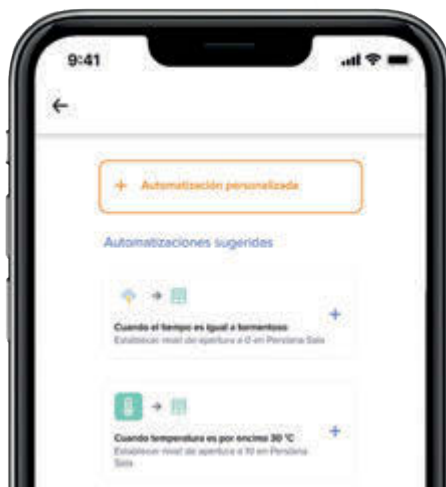 9:41
+ Automatización personalizada
Automatizaciones sugeridas
Cuando el tiempo es igual a tormentoso
Establecer nivel de apertura a 0 en Persiana Sala
Cuando temperatura es por encima 30 °C
Establecer nivel de apertura a 10 en Persiana
Sala